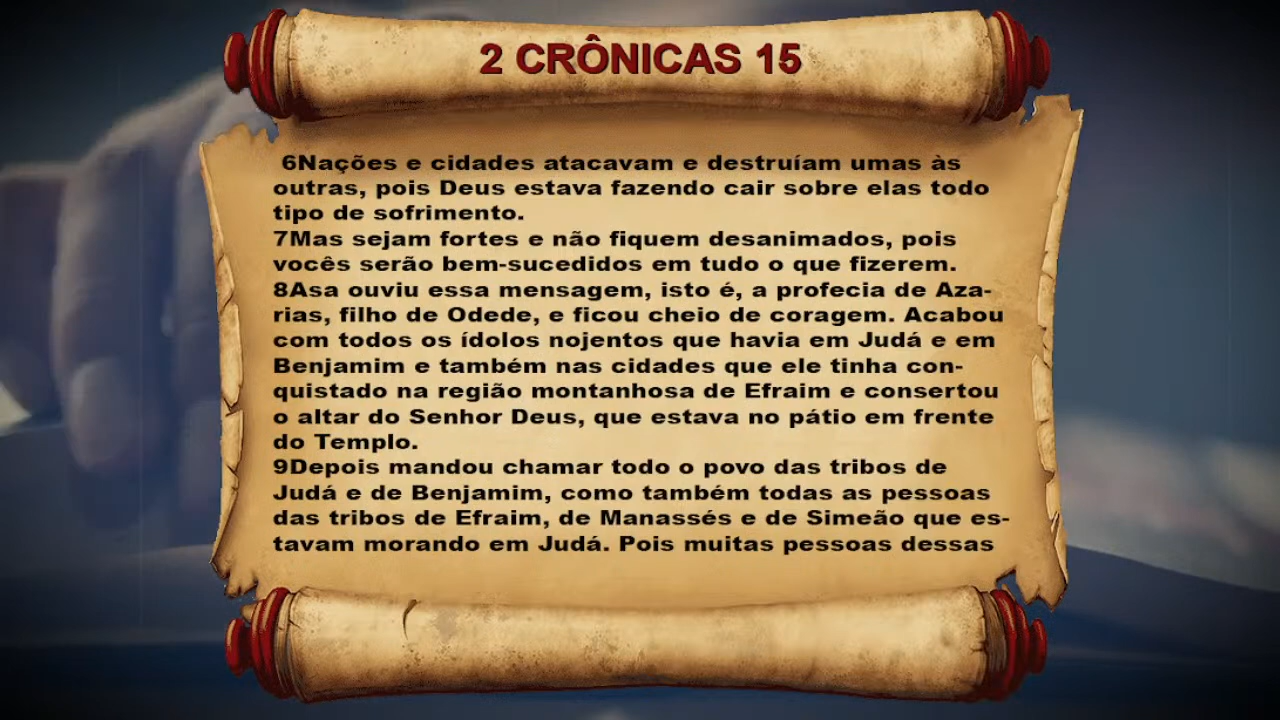 2 CRÔNICAS 15
6Nações e cidades atacavam e destruíam umas às
outras, pois Deus estava fazendo cair sobre elas todo
tipo de sofrimento.
7Mas sejam fortes e não fiquem desanimados, pois
vocês serão bem-sucedidos em tudo o que fizerem.
8Asa ouviu essa mensagem, isto é, a profecia de Aza-
rias, filho de Odede, e ficou cheio de coragem. Acabou
com todos os ídolos nojentos que havia em Judá e em
Benjamim e também nas cidades que ele tinha con-
quistado na região montanhosa de Efraim e consertou
o altar do Senhor Deus, que estava no pátio em frente
do Templo.
9Depois mandou chamar todo o povo das tribos de
Judá e de Benjamim, como também todas as pessoas
das tribos de Efraim, de Manassés e de Simeão que es-
tavam morando em Judá. Pois muitas pessoas dessas